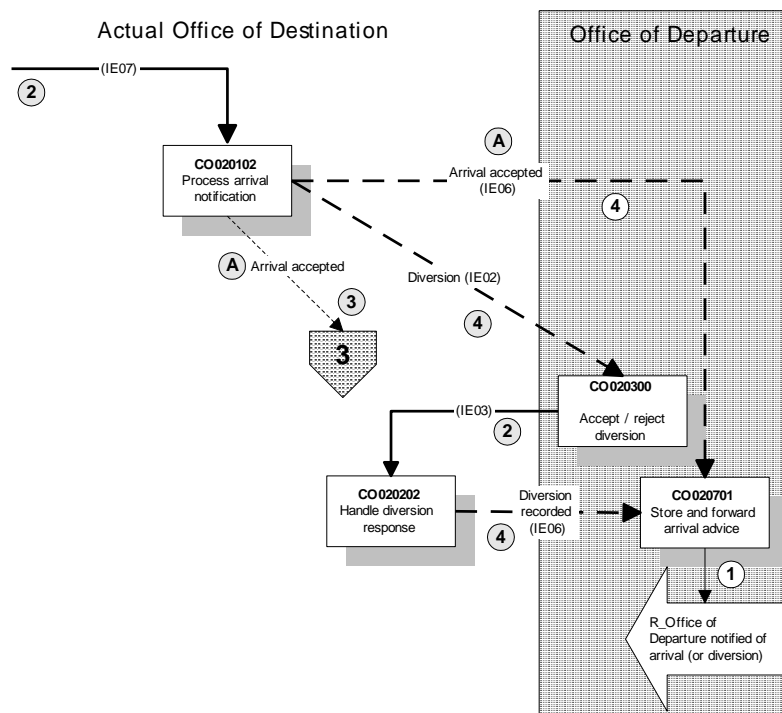 Actual Office of Destination
Office of Departure
(IE07)
2
CO020102
Process arrival
notification
A
Arrival accepted
(IE06)
4
A Arrival accepted
3
3
Diversion (IE02)
4
CO020300
Accept / reject
diversion
(IE03)
2
CO020202
Handle diversion
response
Diversion
recorded
(IE06)
4
CO020701
Store and forward
arrival advice
1
R_Office of
Departure notified of
arrival (or diversion)